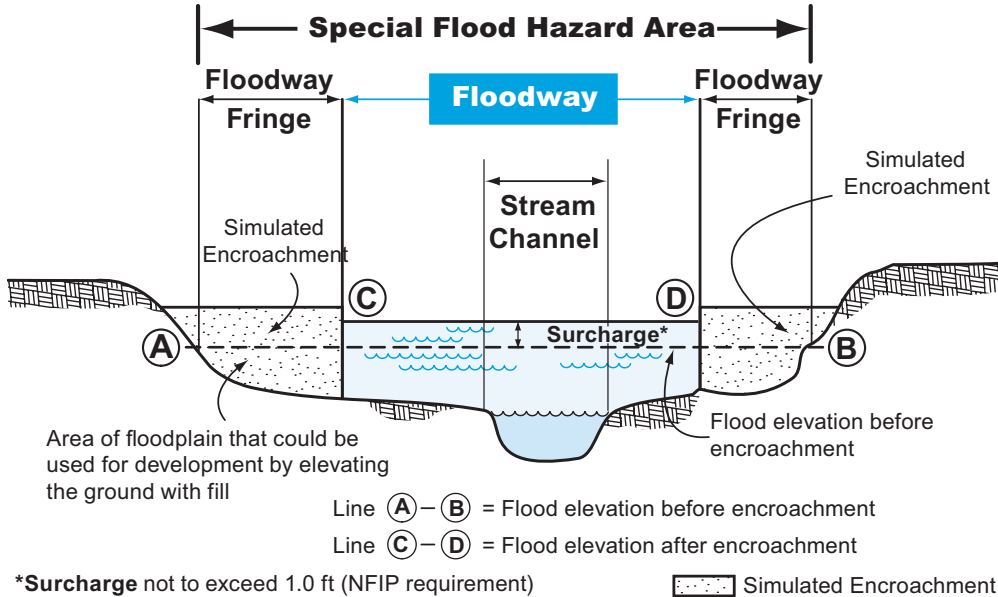 Special Flood Hazard Area
Floodway
Fringe
Floodway
Floodway
Fringe
Stream
Channel
Simulated
Encroachment
Simulated
Encroachment
C
D
Surcharge*
A
B
Area of floodplain that could be
used for development by elevating
the ground with fill
Flood elevation before
encroachment
Line A – B = Flood elevation before encroachment
Line C – D = Flood elevation after encroachment
*Surcharge not to exceed 1.0 ft (NFIP requirement)
Simulated Encroachment